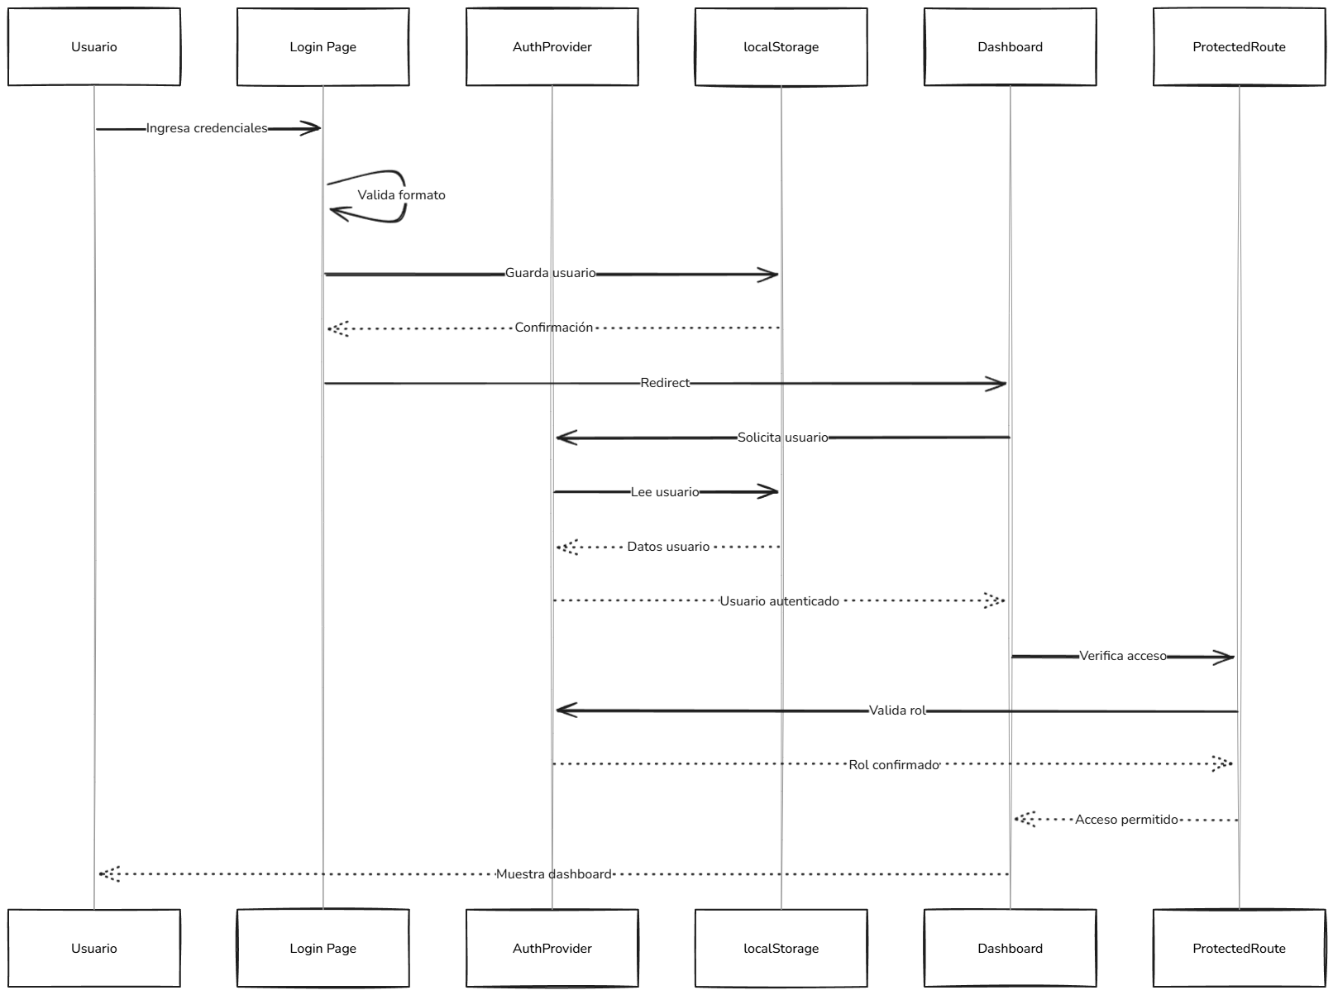 Usuario
Login Page
AuthProvider
localStorage
Dashboard
ProtectedRoute
Ingresa credenciales
Valida formato
Guarda usuario
Confirmación
Redirect
Solicita usuario
Lee usuario
Datos usuario
Usuario autenticado
Verifica acceso
Valida rol
Rol confirmado
Acceso permitido
Muestra dashboard
Usuario
Login Page
AuthProvider
localStorage
Dashboard
ProtectedRoute